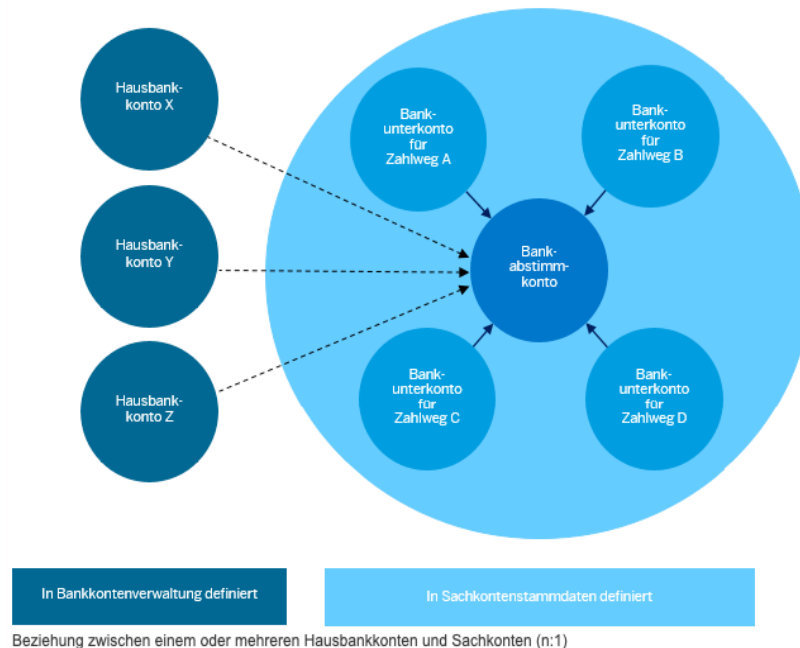 Hausbank-
konto X
Hausbank-
konto Y
Hausbank-
konto Z
Bank-
unterkonto
für
Zahlweg A
Bank-
unterkonto
für
Zahlweg B
Bank-
abstimm-
konto
Bank-
unterkonto
für
Zahlweg C
Bank-
unterkonto
für
Zahlweg D
In Bankkontenverwaltung definiert
In Sachkontenstammdaten definiert
Beziehung zwischen einem oder mehreren Hausbankkonten und Sachkonten (n:1)